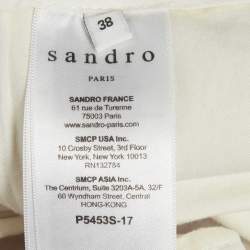 38
sandro
PARIS
SANDRO FRANCE
61 rue de Turenne
75003 Paris
www.sandro-paris.com
SMCP USA Inc.
10 Crosby Street, 3rd Floor
New York, New York 10013
RN132784
SMCP ASIA Inc.
The Centrium, Suite 3203A-5A, 32/F
60 Wyndham Street, Central
HONG-KONG
P5453S-17